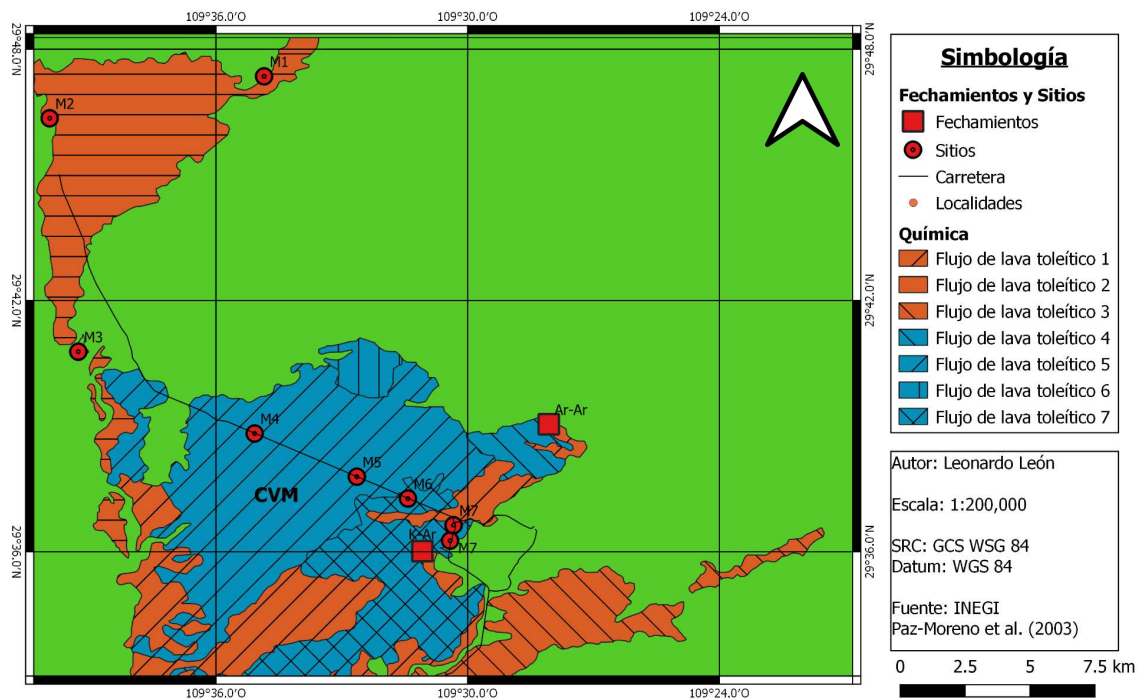 109°36.0'O 109°30.0'O 109°24.0'O
29°48.0'N 29°48.0'N
M1
M2
29°42.0'N 29°42.0'N
M3
Ar-Ar
M4
M5
CVM
M6
M7
K-Ar
M7
29°36.0'N 29°36.0'N
109°36.0'O 109°30.0'O 109°24.0'O
Simbología
Fechamientos y Sitios
Fechamientos
Sitios
Carretera
Localidades
Química
Flujo de lava toleítico 1
Flujo de lava toleítico 2
Flujo de lava toleítico 3
Flujo de lava toleítico 4
Flujo de lava toleítico 5
Flujo de lava toleítico 6
Flujo de lava toleítico 7
Autor: Leonardo León
Escala: 1:200,000
SRC: GCS WSG 84
Datum: WGS 84
Fuente: INEGI
Paz-Moreno et al. (2003)
0 2.5 5 7.5 km